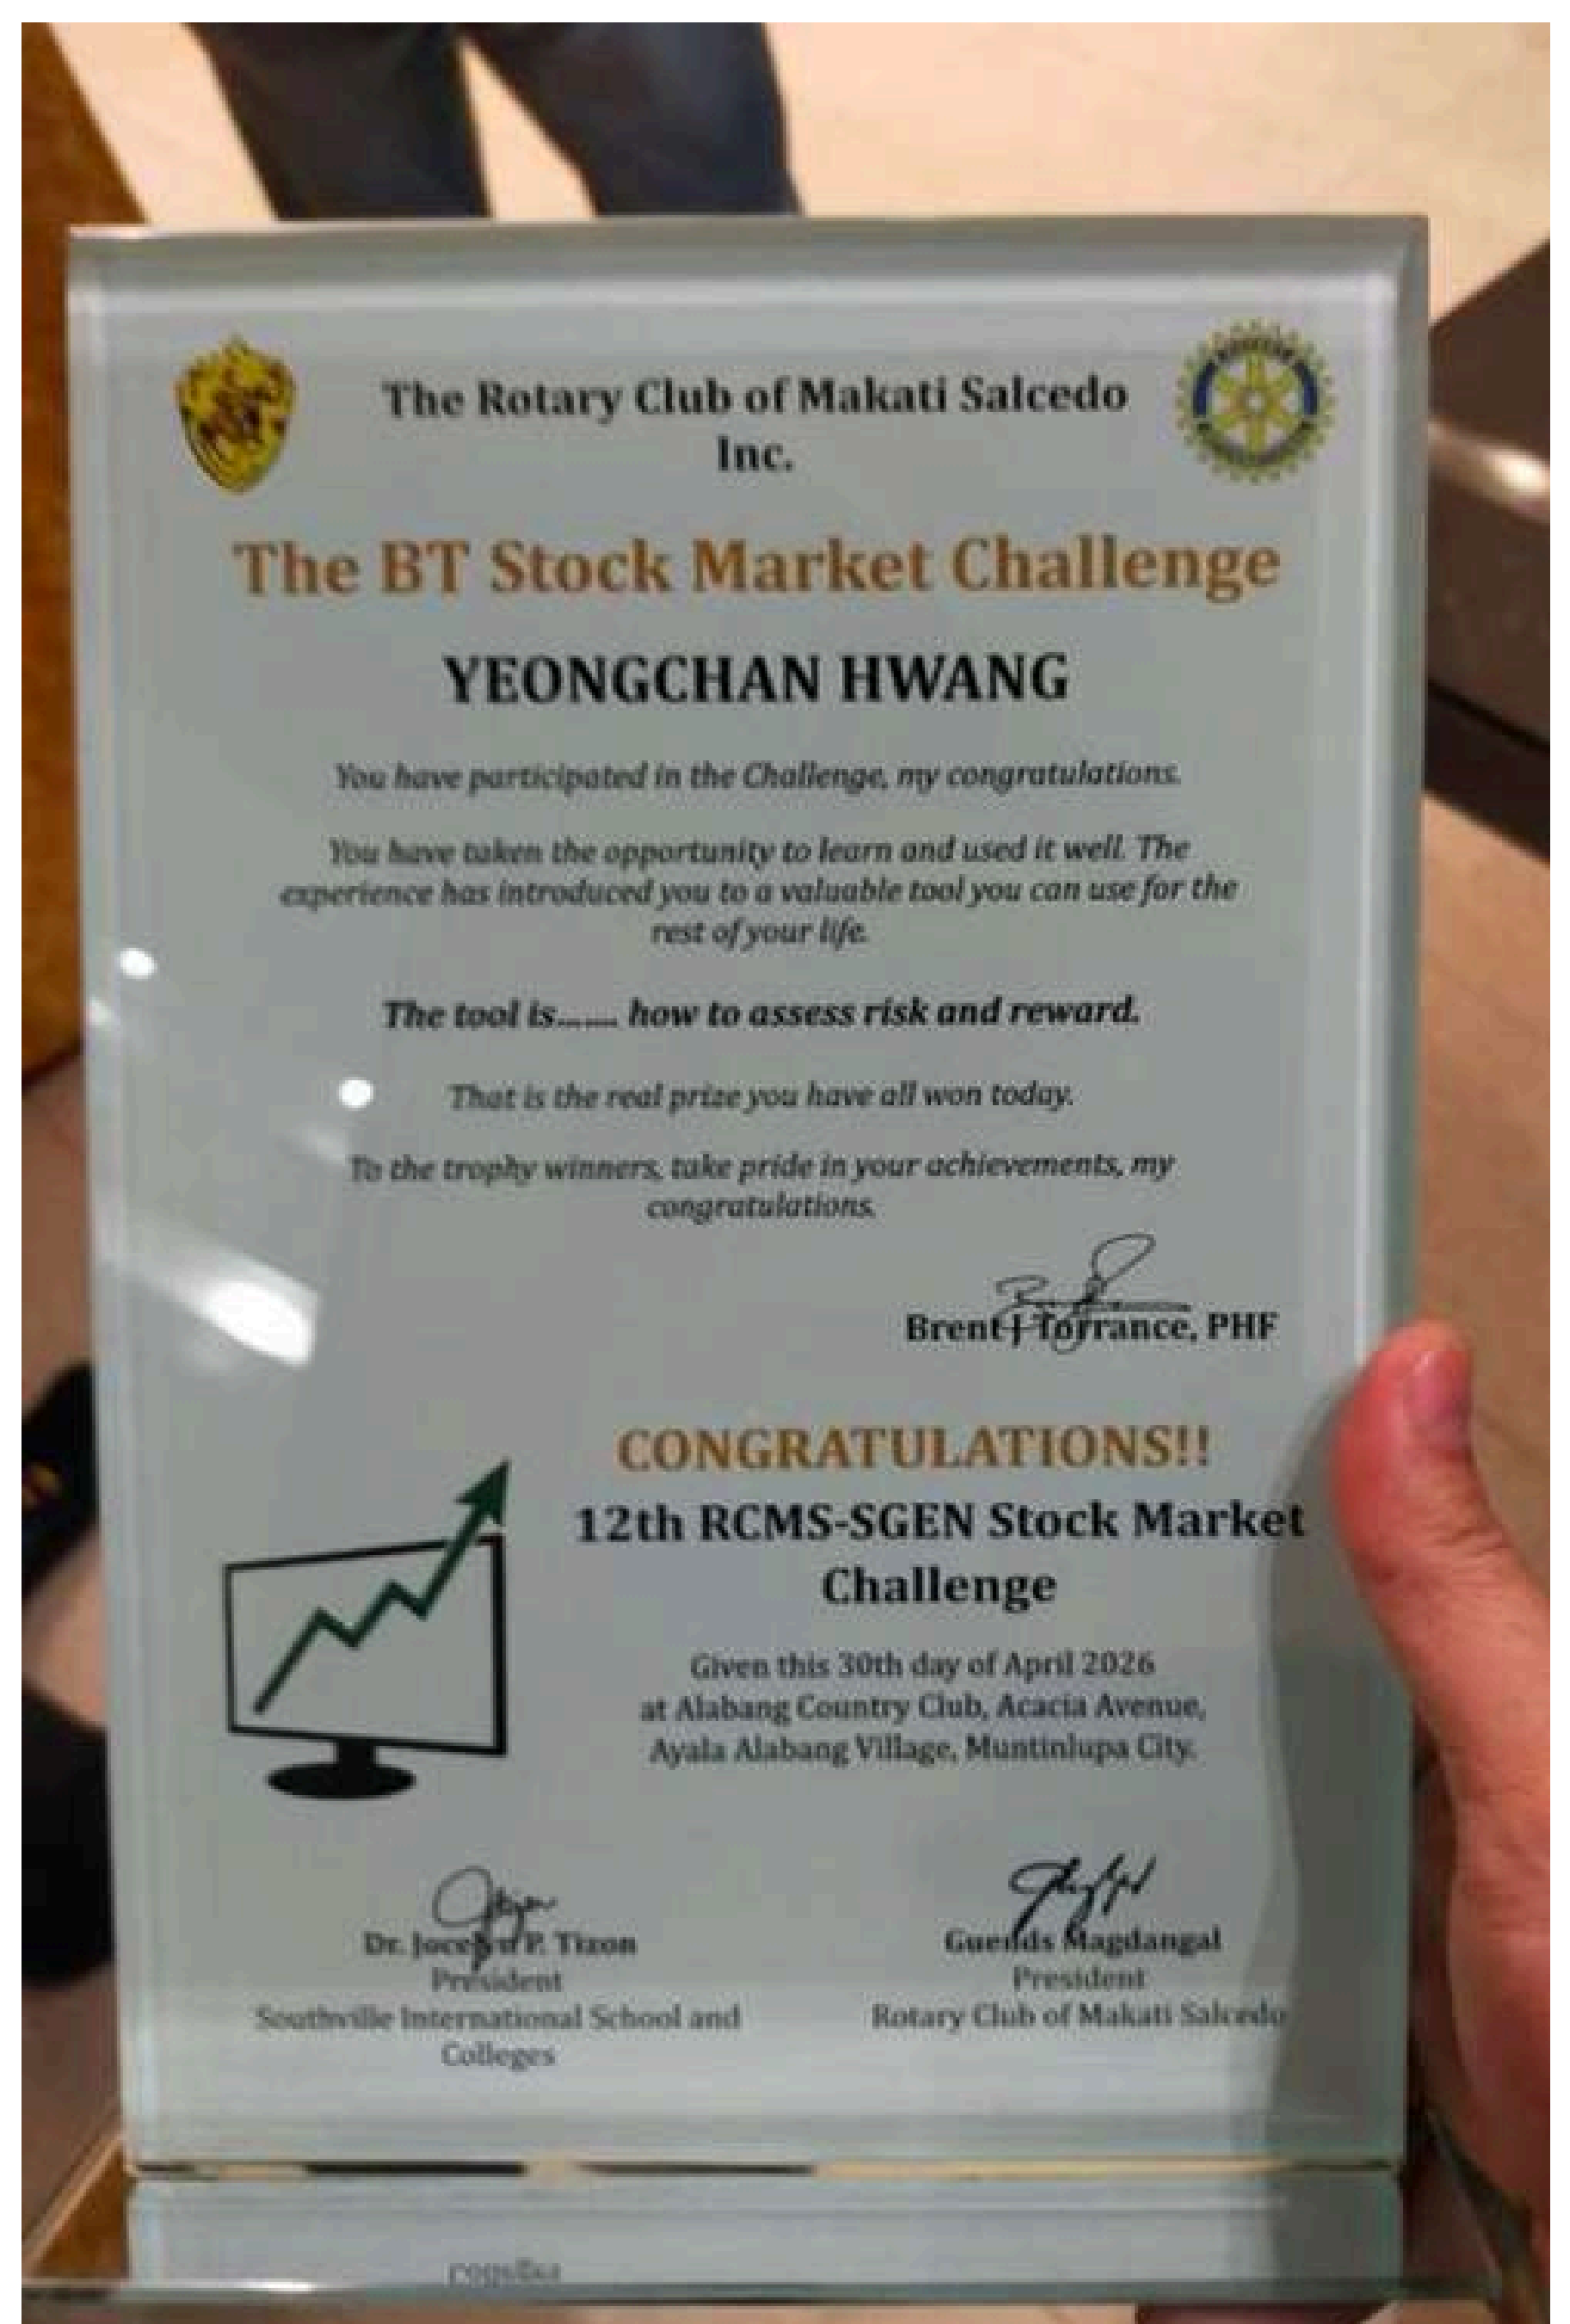 The Rotary Club of Makati Salcedo
Inc.
The BT Stock Market Challenge
YEONGCHAN HWANG
You have participated in the Challenge, my congratulations.
You have taken the opportunity to learn and used it well. The
experience has introduced you to a valuable tool you can use for the
rest of your life.
The tool is....... how to assess risk and reward.
That is the real prize you have all won today.
To the trophy winners, take pride in your achievements, my
congratulations.
Brent J Torrance, PHF
CONGRATULATIONS!!
12th RCMS-SGEN Stock Market
Challenge
Given this 30th day of April 2026
at Alabang Country Club, Acacia Avenue,
Ayala Alabang Village, Muntinlupa City.
Dr. Jocelyn P. Tizon
President
Southville International School and
Colleges
Guends Magdangal
President
Rotary Club of Makati Salcedo